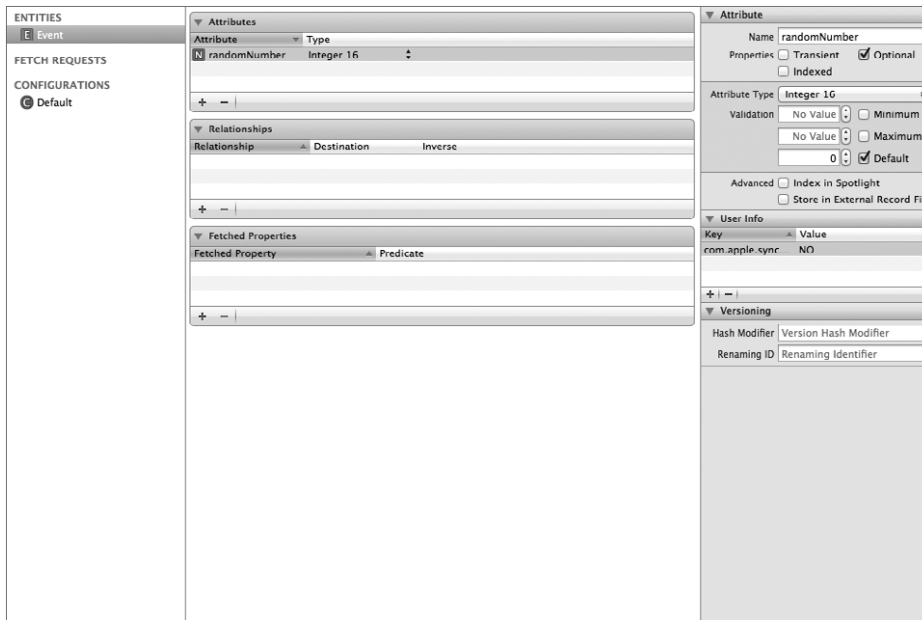 ENTITIES
E Event
FETCH REQUESTS
CONFIGURATIONS
C Default
Attributes
Attribute Type
N randomNumber Integer 16
+ −
Relationships
Relationship Destination Inverse
+ −
Fetched Properties
Fetched Property Predicate
+ −
Attribute
Name randomNumber
Properties Transient Optional
Indexed
Attribute Type Integer 16
Validation No Value Minimum
No Value Maximum
0 Default
Advanced Index in Spotlight
Store in External Record Fi
User Info
Key Value
com.apple.sync... NO
+ −
Versioning
Hash Modifier Version Hash Modifier
Renaming ID Renaming Identifier